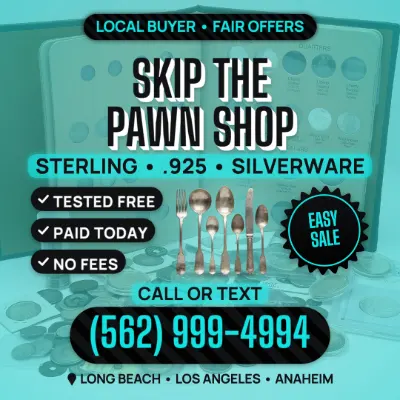 LOCAL BUYER • FAIR OFFERS
SKIP THE
PAWN SHOP
STERLING • .925 • SILVERWARE
✓ TESTED FREE
✓ PAID TODAY
✓ NO FEES
EASY
SALE
CALL OR TEXT
(562) 999-4994
LONG BEACH • LOS ANGELES • ANAHEIM